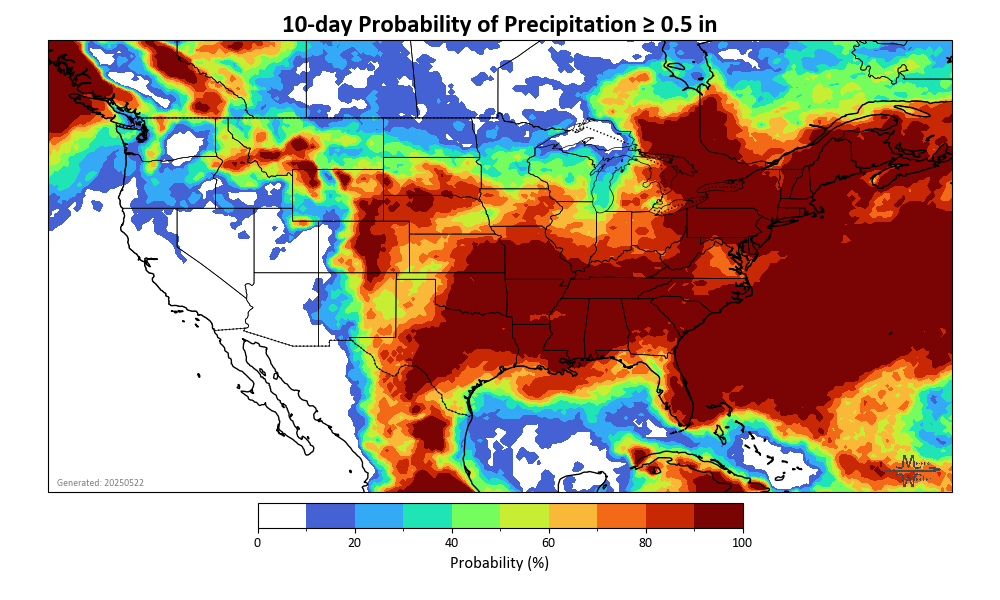 10-day Probability of Precipitation ≥ 0.5 in
Generated: 20250522
0 20 40 60 80 100
Probability (%)